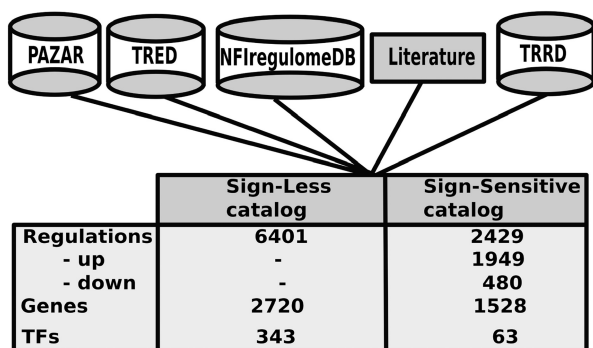 PAZAR TRED NFIregulomeDB Literature TRRD
Sign-Less Sign-Sensitive
catalog catalog
Regulations 6401 2429
- up - 1949
- down - 480
Genes 2720 1528
TFs 343 63